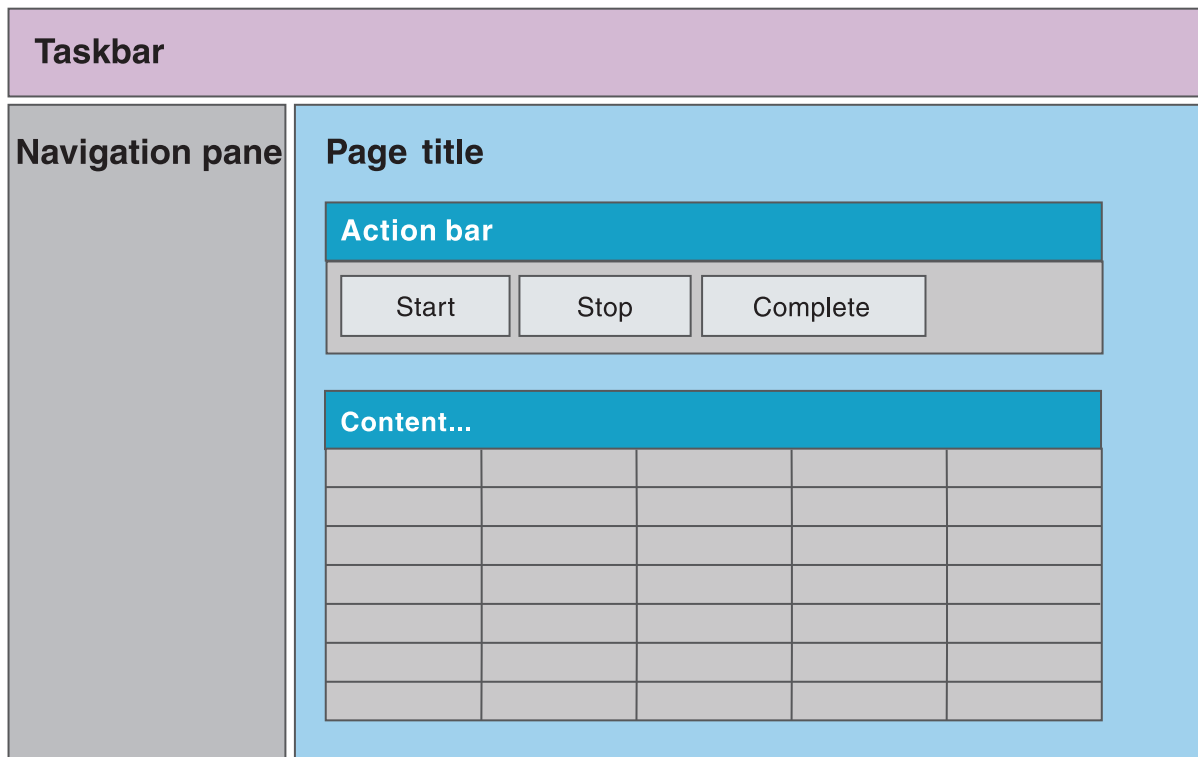 Taskbar
Navigation pane
Page title
Action bar
Start Stop Complete
Content...